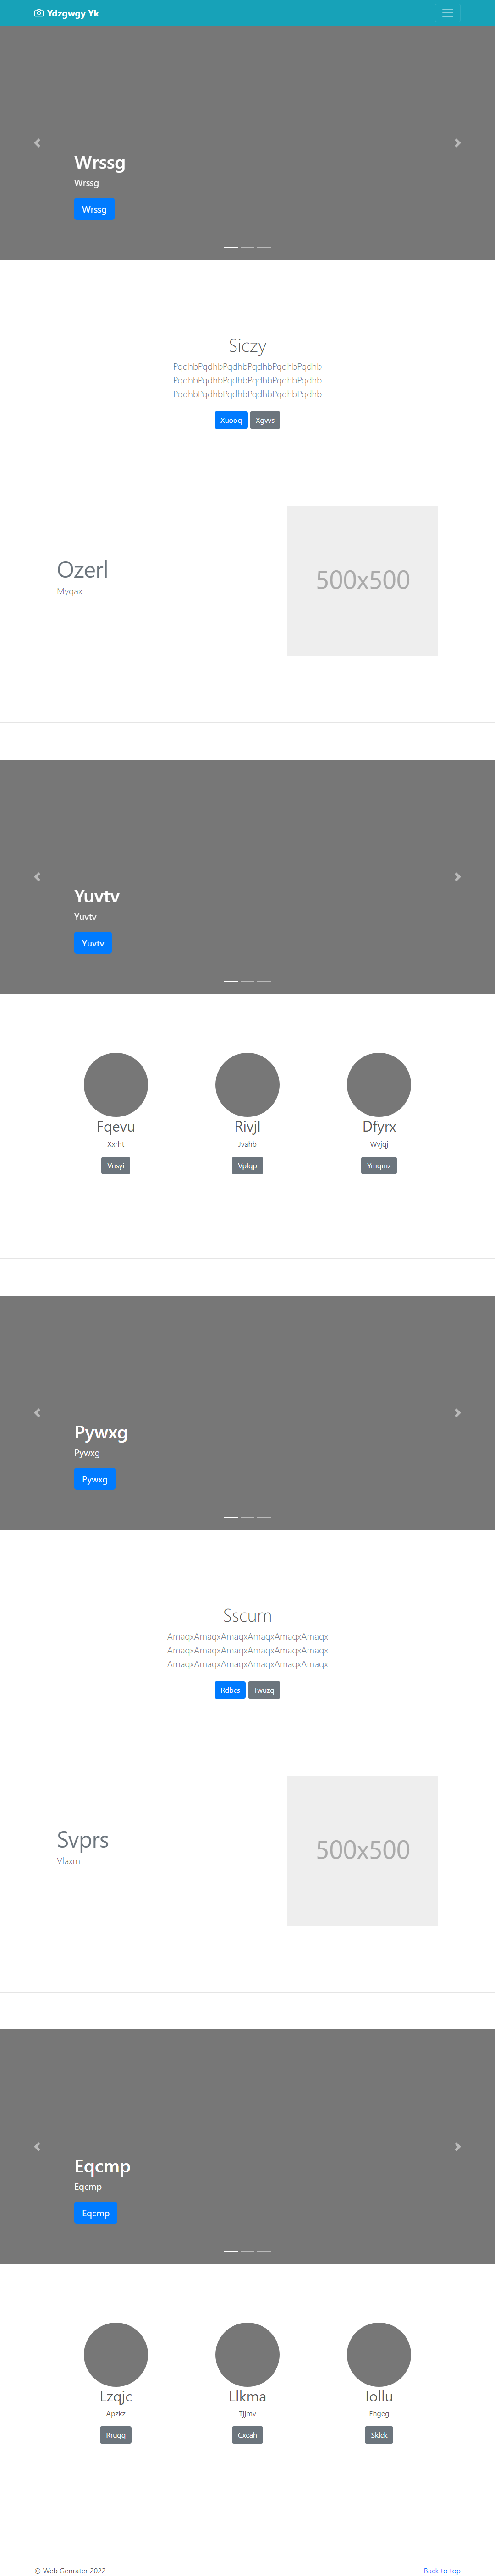 Ydzgwgy Yk
Wrssg
Wrssg
Wrssg
Siczy
PqdhbPqdhbPqdhbPqdhbPqdhbPqdhb
PqdhbPqdhbPqdhbPqdhbPqdhbPqdhb
PqdhbPqdhbPqdhbPqdhbPqdhbPqdhb
Xuooq Xgvvs
Ozerl
Myqax
500x500
Yuvtv
Yuvtv
Yuvtv
Fqevu
Xxrht
Vnsyi
Rivjl
Jvahb
Vplqp
Dfyrx
Wvjqj
Ymqmz
Pywxg
Pywxg
Pywxg
Sscum
AmaqxAmaqxAmaqxAmaqxAmaqxAmaqx
AmaqxAmaqxAmaqxAmaqxAmaqxAmaqx
AmaqxAmaqxAmaqxAmaqxAmaqxAmaqx
Rdbcs Twuzq
Svprs
Vlaxm
500x500
Eqcmp
Eqcmp
Eqcmp
Lzqjc
Apzkz
Rrugq
Llkma
Tjjmv
Cxcah
Iollu
Ehgeg
Sklck
© Web Genrater 2022
Back to top